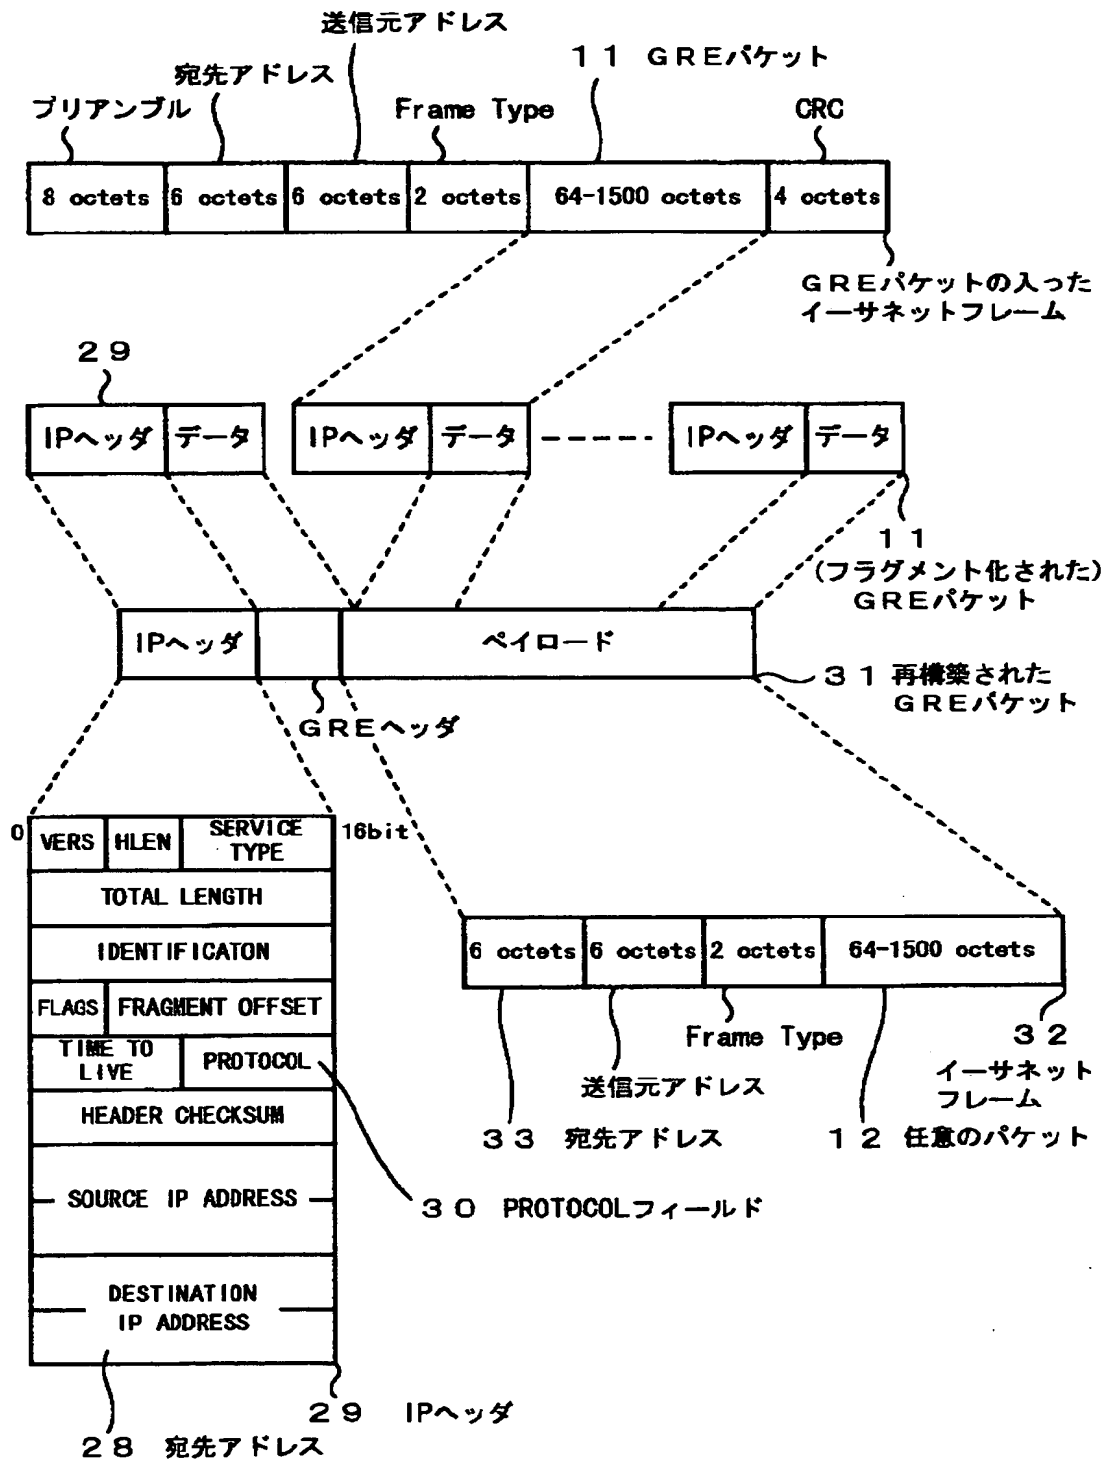 送信元アドレス
１１ ＧＲＥパケット
宛先アドレス
プリアンブル
Frame Type
CRC
8 octets
6 octets
6 octets
2 octets
64-1500 octets
4 octets
ＧＲＥパケットの入った
イーサネットフレーム
２９
IPヘッダ
データ
IPヘッダ
データ
IPヘッダ
データ
１１
(フラグメント化された)
ＧＲＥパケット
IPヘッダ
ペイロード
３１ 再構築された
ＧＲＥパケット
ＧＲＥヘッダ
0
VERS
HLEN
SERVICE
TYPE
16bit
TOTAL LENGTH
IDENTIFICATON
FLAGS
FRAGMENT OFFSET
TIME TO
LIVE
PROTOCOL
HEADER CHECKSUM
SOURCE IP ADDRESS
DESTINATION
IP ADDRESS
6 octets
6 octets
2 octets
64-1500 octets
Frame Type
３２
イーサネット
フレーム
送信元アドレス
３３ 宛先アドレス
１２ 任意のパケット
３０ PROTOCOLフィールド
２９ IPヘッダ
２８ 宛先アドレス